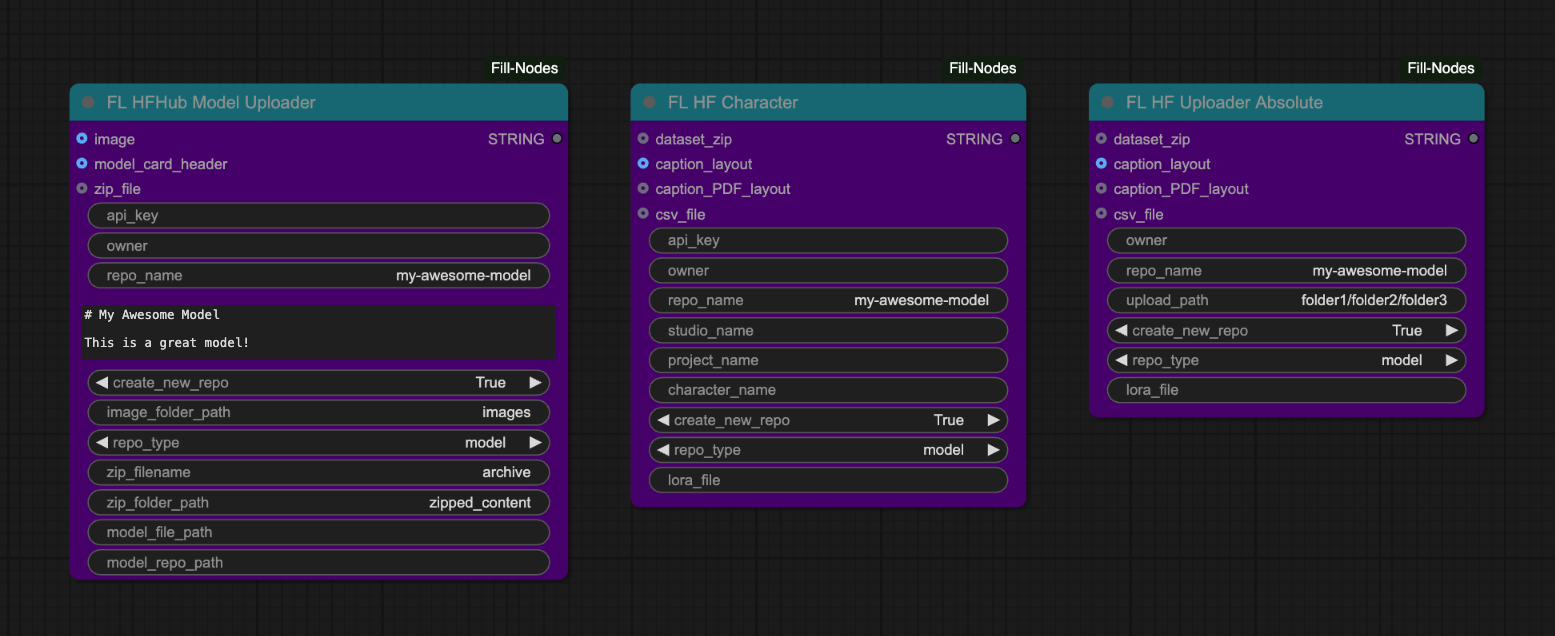 Fill-Nodes
FL HFHub Model Uploader
image STRING
model_card_header
zip_file
api_key
owner
repo_name my-awesome-model
# My Awesome Model
This is a great model!
create_new_repo True
image_folder_path images
repo_type model
zip_filename archive
zip_folder_path zipped_content
model_file_path
model_repo_path
Fill-Nodes
FL HF Character
dataset_zip STRING
caption_layout
caption_PDF_layout
csv_file
api_key
owner
repo_name my-awesome-model
studio_name
project_name
character_name
create_new_repo True
repo_type model
lora_file
Fill-Nodes
FL HF Uploader Absolute
dataset_zip STRING
caption_layout
caption_PDF_layout
csv_file
owner
repo_name my-awesome-model
upload_path folder1/folder2/folder3
create_new_repo True
repo_type model
lora_file